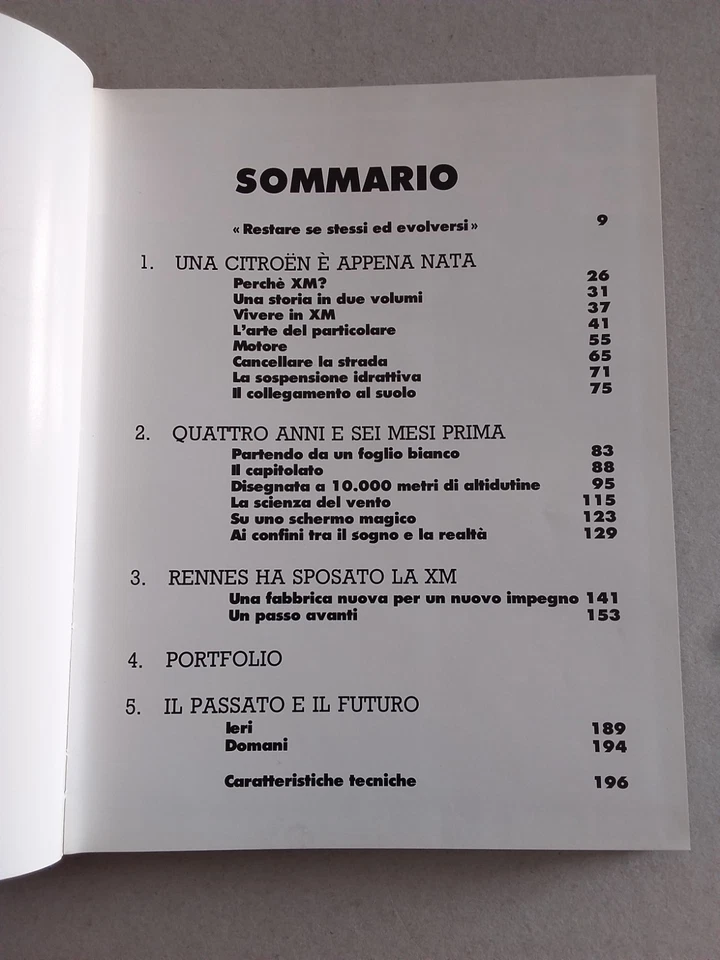 SOMMARIO
« Restare se stessi ed evolversi » 9
1. UNA CITROËN È APPENA NATA
Perchè XM? 26
Una storia in due volumi 31
Vivere in XM 37
L'arte del particolare 41
Motore 55
Cancellare la strada 65
La sospensione idrattiva 71
Il collegamento al suolo 75
2. QUATTRO ANNI E SEI MESI PRIMA
Partendo da un foglio bianco 83
Il capitolato 88
Disegnata a 10.000 metri di altidutine 95
La scienza del vento 115
Su uno schermo magico 123
Ai confini tra il sogno e la realtà 129
3. RENNES HA SPOSATO LA XM
Una fabbrica nuova per un nuovo impegno 141
Un passo avanti 153
4. PORTFOLIO
5. IL PASSATO E IL FUTURO
Ieri 189
Domani 194
Caratteristiche tecniche 196